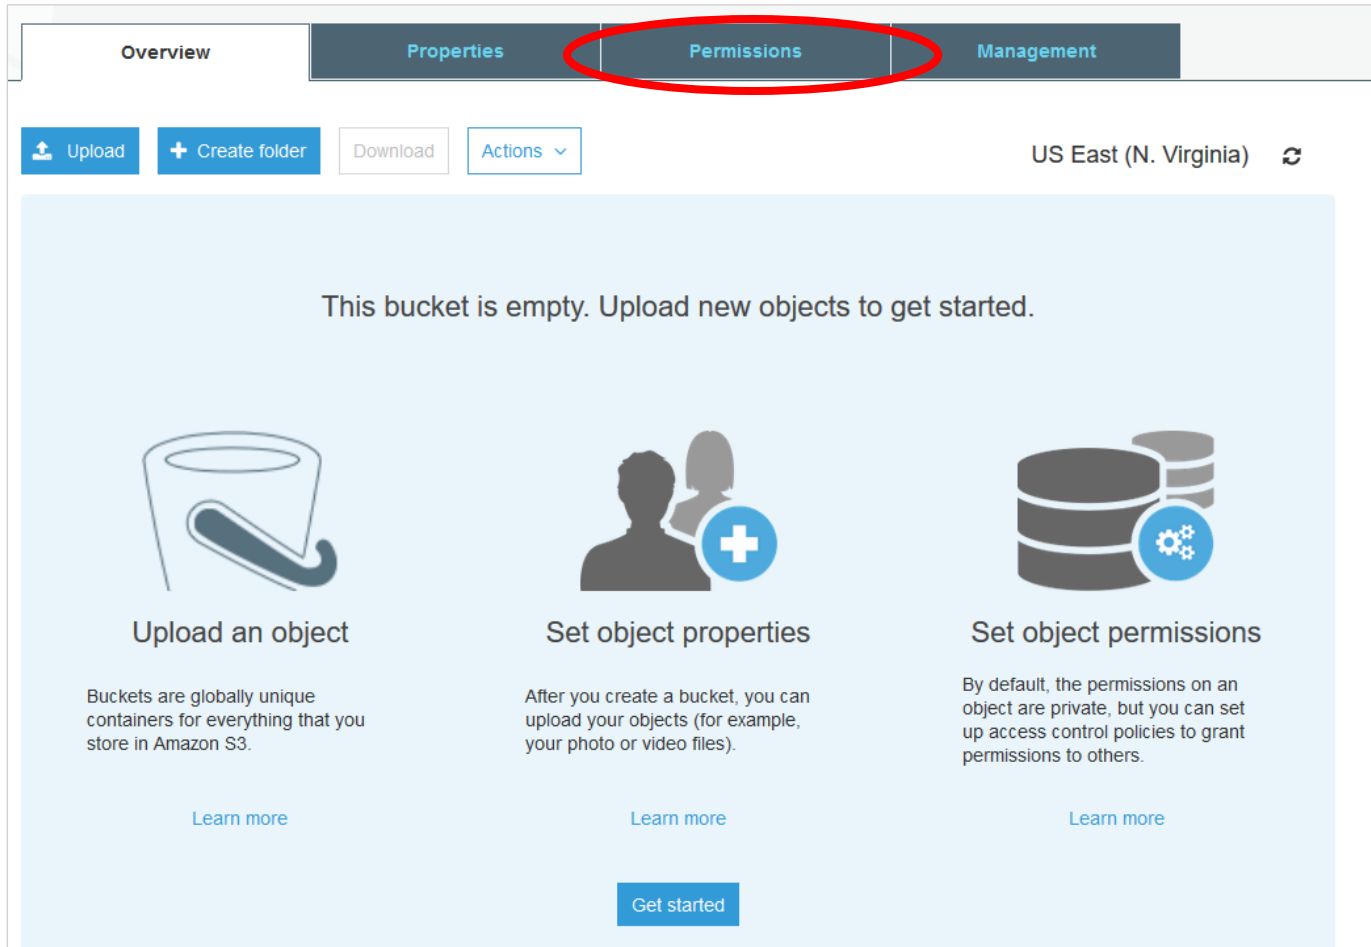 Overview
Properties
Permissions
Management
Upload
Create folder
Download
Actions
US East (N. Virginia)
This bucket is empty. Upload new objects to get started.
Upload an object
Buckets are globally unique
containers for everything that you
store in Amazon S3.
Learn more
Set object properties
After you create a bucket, you can
upload your objects (for example,
your photo or video files).
Learn more
Set object permissions
By default, the permissions on an
object are private, but you can set
up access control policies to grant
permissions to others.
Learn more
Get started